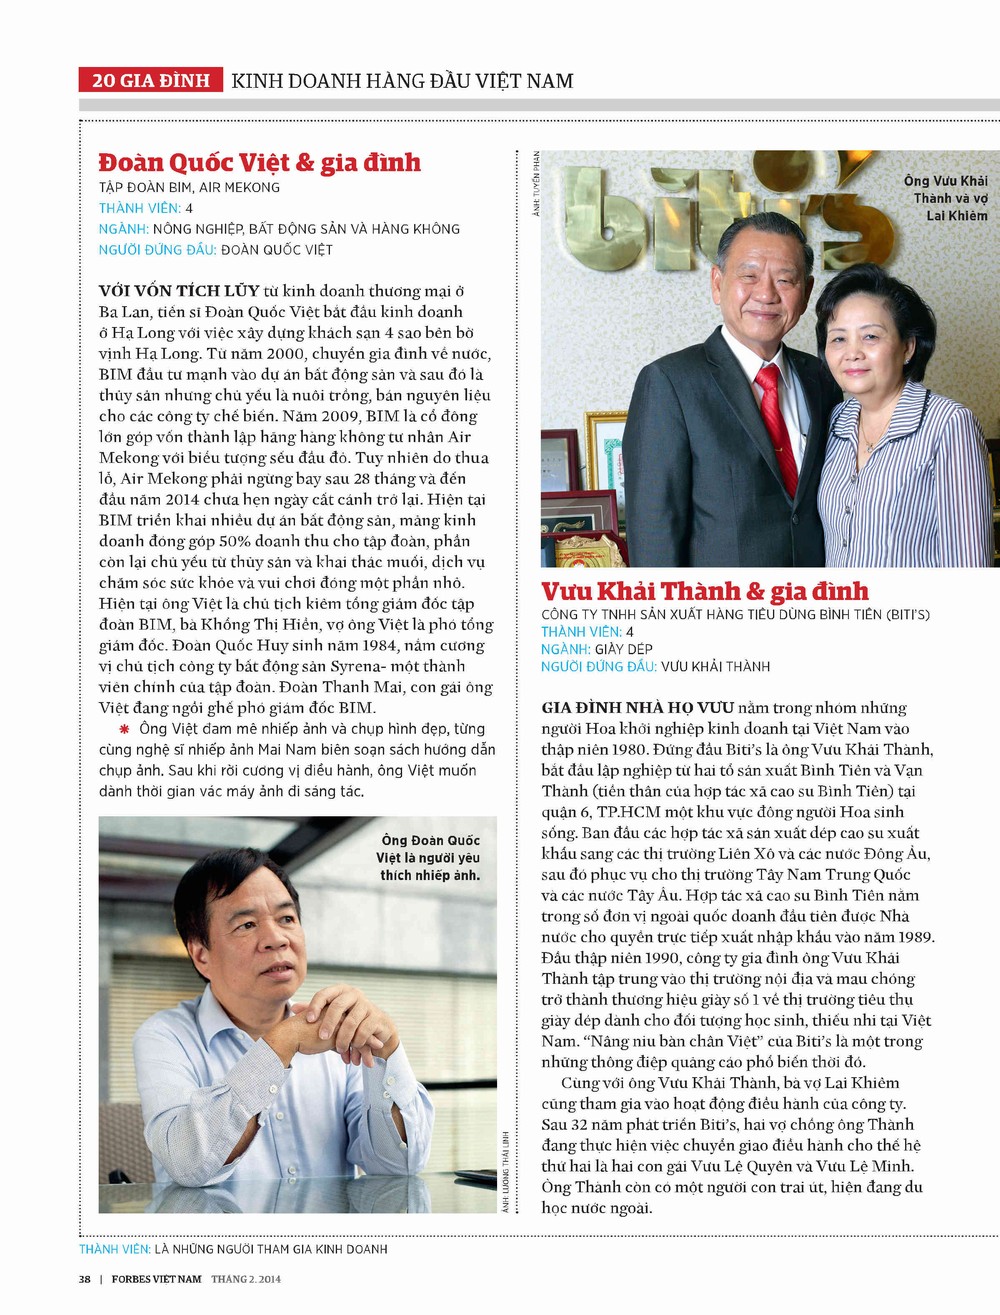 20 GIA ĐÌNH KINH DOANH HÀNG ĐẦU VIỆT NAM
Đoàn Quốc Việt & gia đình
TẬP ĐOÀN BIM, AIR MEKONG
THÀNH VIÊN: 4
NGÀNH: NÔNG NGHIỆP, BẤT ĐỘNG SẢN VÀ HÀNG KHÔNG
NGƯỜI ĐỨNG ĐẦU: ĐOÀN QUỐC VIỆT
VỚI VỐN TÍCH LŨY từ kinh doanh thương mại ở
Ba Lan, tiến sĩ Đoàn Quốc Việt bắt đầu kinh doanh
ở Hạ Long với việc xây dựng khách sạn 4 sao bên bờ
vịnh Hạ Long. Từ năm 2000, chuyển gia đình về nước,
BIM đầu tư mạnh vào dự án bất động sản và sau đó là
thủy sản nhưng chủ yếu là nuôi trồng, bán nguyên liệu
cho các công ty chế biến. Năm 2009, BIM là cổ đông
lớn góp vốn thành lập hãng hàng không tư nhân Air
Mekong với biểu tượng sếu đầu đỏ. Tuy nhiên do thua
lỗ, Air Mekong phải ngừng bay sau 28 tháng và đến
đầu năm 2014 chưa hẹn ngày cất cánh trở lại. Hiện tại
BIM triển khai nhiều dự án bất động sản, mảng kinh
doanh đóng góp 50% doanh thu cho tập đoàn, phần
còn lại chủ yếu từ thủy sản và khai thác muối, dịch vụ
chăm sóc sức khỏe và vui chơi đóng một phần nhỏ.
Hiện tại ông Việt là chủ tịch kiêm tổng giám đốc tập
đoàn BIM, bà Khổng Thị Hiền, vợ ông Việt là phó tổng
giám đốc. Đoàn Quốc Huy sinh năm 1984, nắm cương
vị chủ tịch công ty bất động sản Syrena- một thành
viên chính của tập đoàn. Đoàn Thanh Mai, con gái ông
Việt đang ngồi ghế phó giám đốc BIM.
* Ông Việt đam mê nhiếp ảnh và chụp hình đẹp, từng
cùng nghệ sĩ nhiếp ảnh Mai Nam biên soạn sách hướng dẫn
chụp ảnh. Sau khi rời cương vị điều hành, ông Việt muốn
dành thời gian vác máy ảnh đi sáng tác.
Ông Đoàn Quốc
Việt là người yêu
thích nhiếp ảnh.
ẢNH: LƯƠNG THÁI LINH
ẢNH: TUYẾN PHAN
biti's
Ông Vưu Khải
Thành và vợ
Lai Khiêm
Vưu Khải Thành & gia đình
CÔNG TY TNHH SẢN XUẤT HÀNG TIÊU DÙNG BÌNH TIÊN (BITI'S)
THÀNH VIÊN: 4
NGÀNH: GIÀY DÉP
NGƯỜI ĐỨNG ĐẦU: VƯU KHẢI THÀNH
GIA ĐÌNH NHÀ HỌ VƯU nằm trong nhóm những
người Hoa khởi nghiệp kinh doanh tại Việt Nam vào
thập niên 1980. Đứng đầu Biti's là ông Vưu Khải Thành,
bắt đầu lập nghiệp từ hai tổ sản xuất Bình Tiên và Vạn
Thành (tiền thân của hợp tác xã cao su Bình Tiên) tại
quận 6, TP.HCM một khu vực đông người Hoa sinh
sống. Ban đầu các hợp tác xã sản xuất dép cao su xuất
khẩu sang các thị trường Liên Xô và các nước Đông Âu,
sau đó phục vụ cho thị trường Tây Nam Trung Quốc
và các nước Tây Âu. Hợp tác xã cao su Bình Tiên nằm
trong số đơn vị ngoài quốc doanh đầu tiên được Nhà
nước cho quyền trực tiếp xuất nhập khẩu vào năm 1989.
Đầu thập niên 1990, công ty gia đình ông Vưu Khải
Thành tập trung vào thị trường nội địa và mau chóng
trở thành thương hiệu giày số 1 về thị trường tiêu thụ
giày dép dành cho đối tượng học sinh, thiếu nhi tại Việt
Nam. “Nâng niu bàn chân Việt” của Biti's là một trong
những thông điệp quảng cáo phổ biến thời đó.
Cùng với ông Vưu Khải Thành, bà vợ Lai Khiêm
cũng tham gia vào hoạt động điều hành của công ty.
Sau 32 năm phát triển Biti's, hai vợ chồng ông Thành
đang thực hiện việc chuyển giao điều hành cho thế hệ
thứ hai là hai con gái Vưu Lệ Quyên và Vưu Lệ Minh.
Ông Thành còn có một người con trai út, hiện đang du
học nước ngoài.
THÀNH VIÊN: LÀ NHỮNG NGƯỜI THAM GIA KINH DOANH
38 | FORBES VIỆT NAM THÁNG 2. 2014